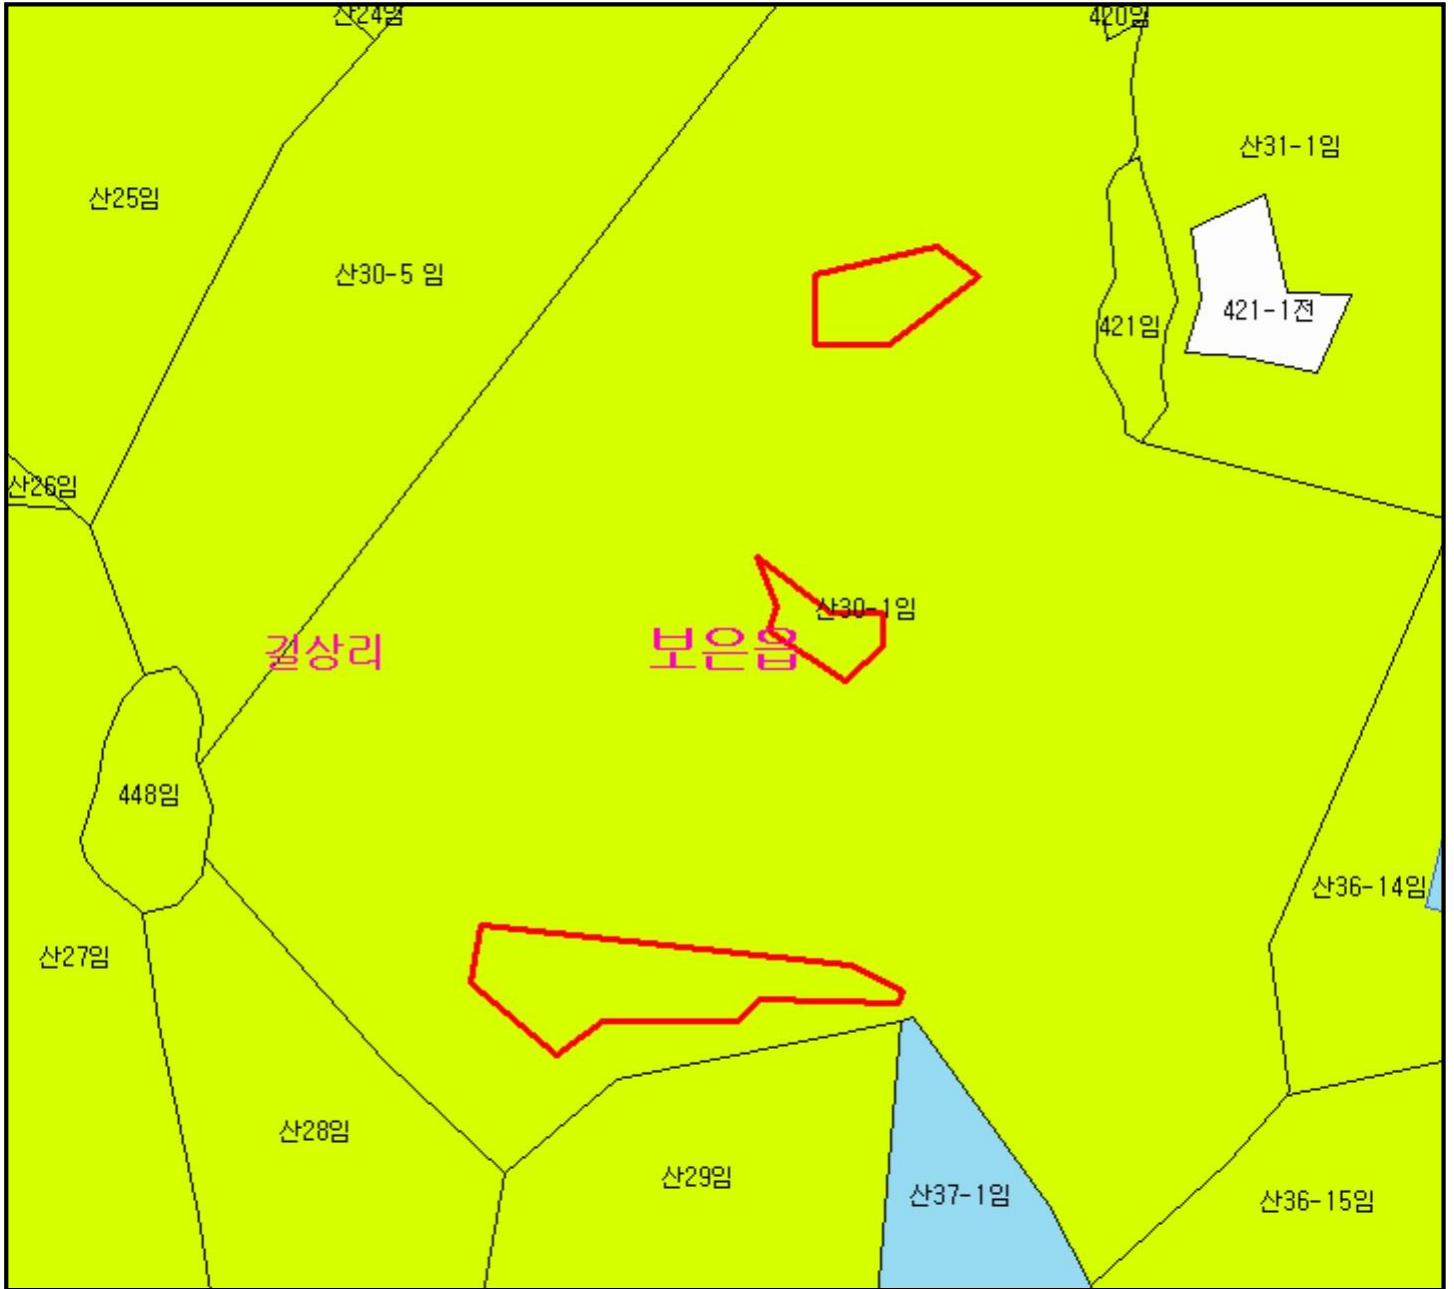 산24임
420임
산31-1임
산25임
산30-5 임
421-1전
421임
산26임
산30-1임
길상리
보은읍
448임
산36-14임
산27임
산28임
산29임
산37-1임
산36-15임